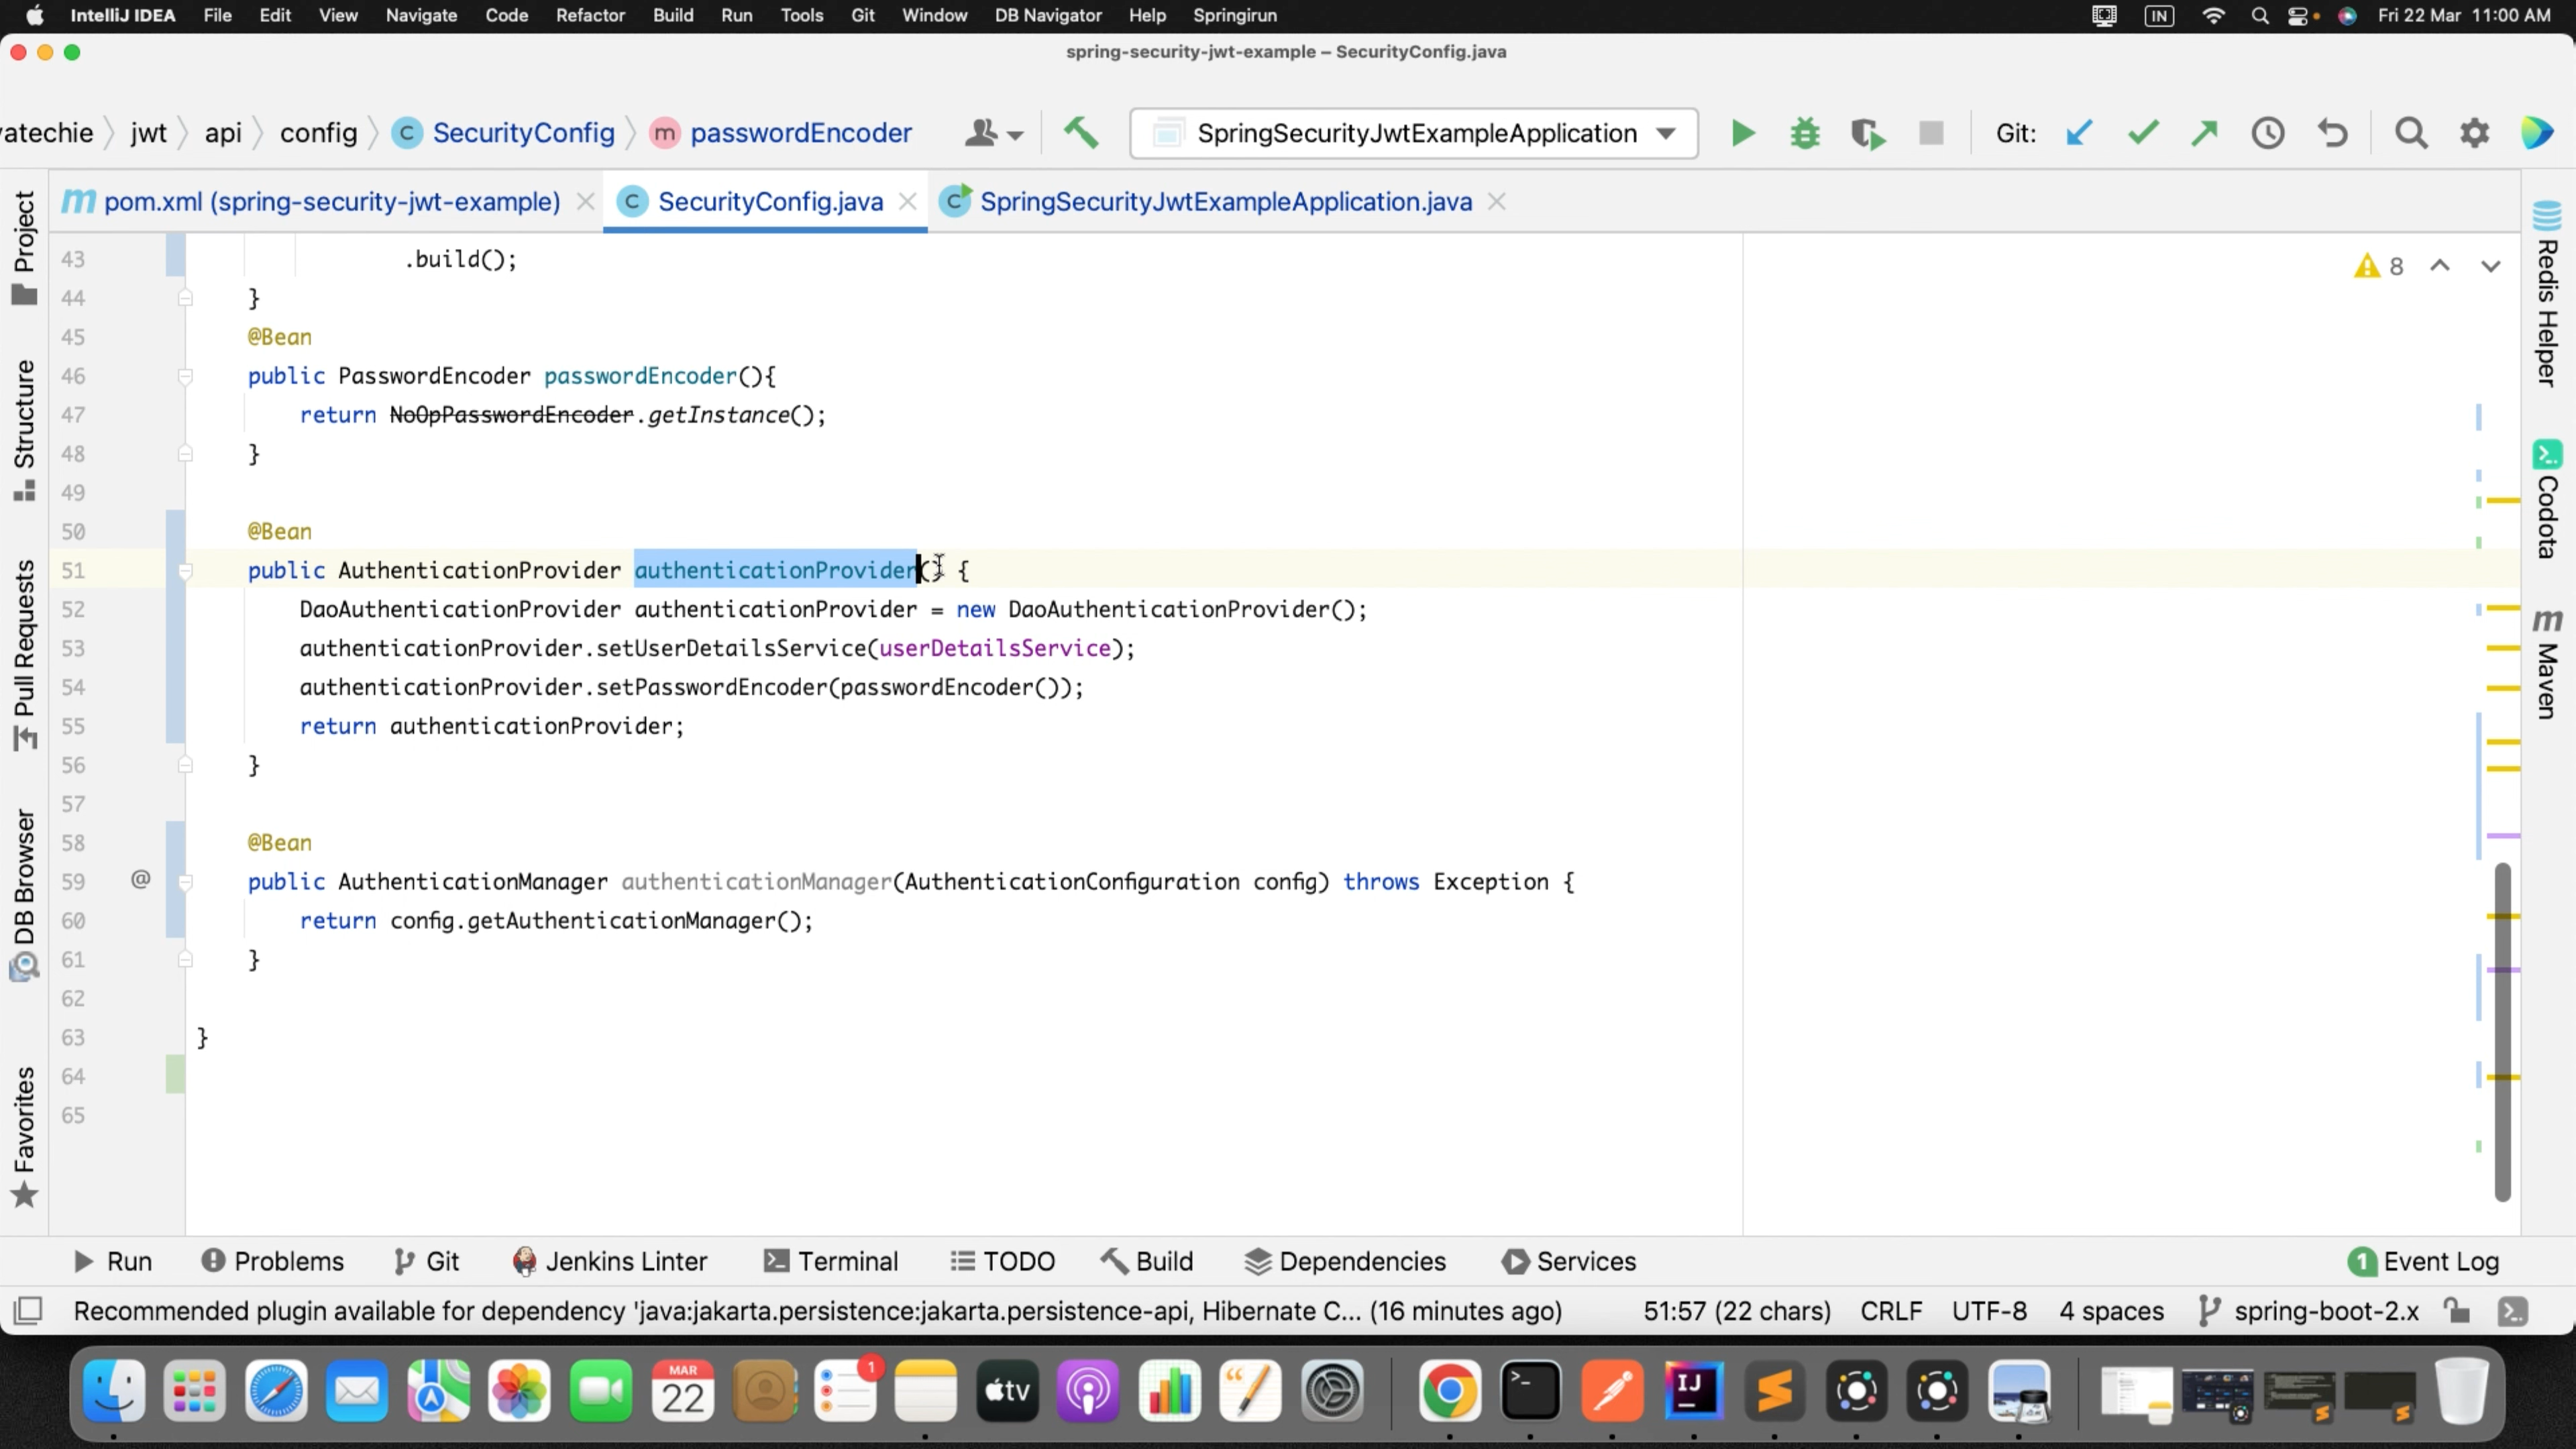 IntelliJ IDEA File Edit View Navigate Code Refactor Build Run Tools Git Window DB Navigator Help Springirun IN Fri 22 Mar 11:00 AM
spring-security-jwt-example – SecurityConfig.java
vatechie jwt api config C SecurityConfig m passwordEncoder SpringSecurityJwtExampleApplication Git:
m pom.xml (spring-security-jwt-example) C SecurityConfig.java C SpringSecurityJwtExampleApplication.java
8
43 .build();
44 }
45 @Bean
46 public PasswordEncoder passwordEncoder(){
47 return NoOpPasswordEncoder.getInstance();
48 }
49
50 @Bean
51 public AuthenticationProvider authenticationProvider() {
52 DaoAuthenticationProvider authenticationProvider = new DaoAuthenticationProvider();
53 authenticationProvider.setUserDetailsService(userDetailsService);
54 authenticationProvider.setPasswordEncoder(passwordEncoder());
55 return authenticationProvider;
56 }
57
58 @Bean
59 @ public AuthenticationManager authenticationManager(AuthenticationConfiguration config) throws Exception {
60 return config.getAuthenticationManager();
61 }
62
63 }
64
65
Project
Structure
Pull Requests
DB Browser
Favorites
Redis Helper
Codota
m Maven
Run Problems Git Jenkins Linter Terminal TODO Build Dependencies Services 1 Event Log
Recommended plugin available for dependency 'java:jakarta.persistence:jakarta.persistence-api, Hibernate C... (16 minutes ago) 51:57 (22 chars) CRLF UTF-8 4 spaces spring-boot-2.x
MAR
22
1
tv
IJ